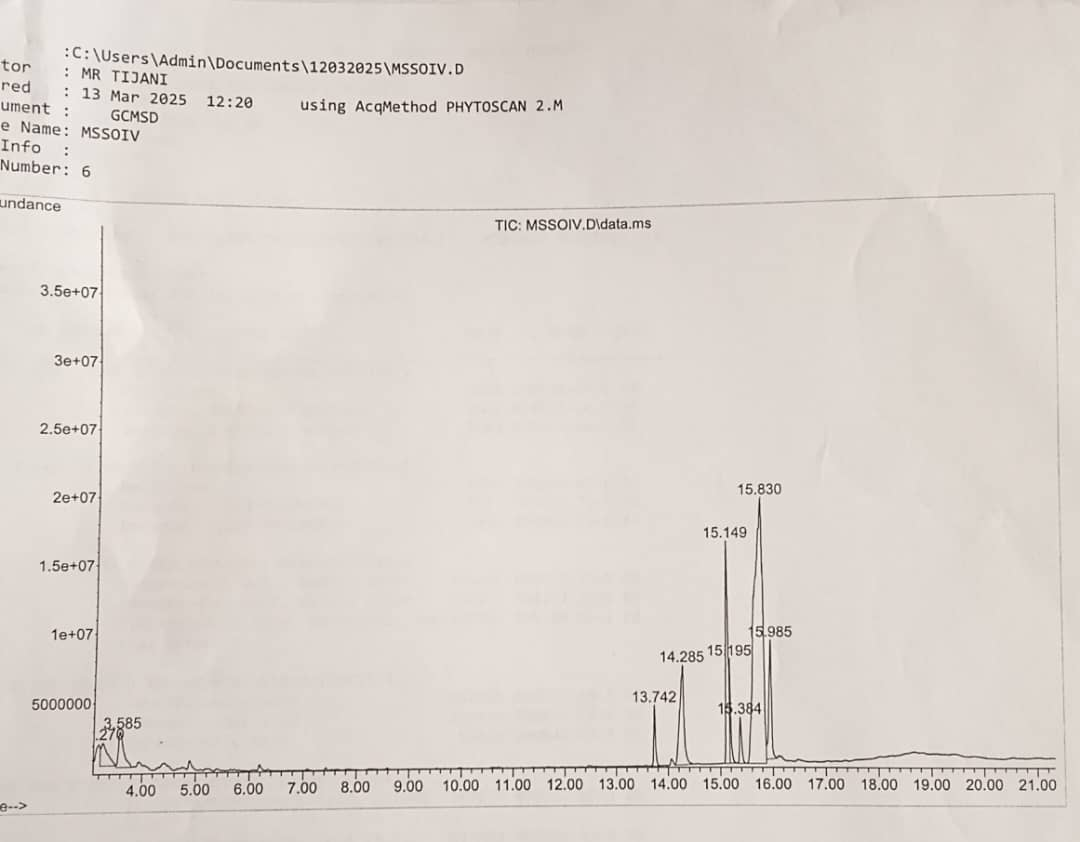 :C:\Users\Admin\Documents\12032025\MSSOIV.D
tor : MR TIJANI
red : 13 Mar 2025 12:20 using AcqMethod PHYTOSCAN 2.M
ument : GCMSD
e Name: MSSOIV
Info :
Number: 6
undance
TIC: MSSOIV.D\data.ms
3.5e+07
3e+07
2.5e+07
2e+07
15.830
15.149
1.5e+07
1e+07
15.985
15.195
14.285
13.742
5000000
15.384
3.585
.270
4.00 5.00 6.00 7.00 8.00 9.00 10.00 11.00 12.00 13.00 14.00 15.00 16.00 17.00 18.00 19.00 20.00 21.00
e-->